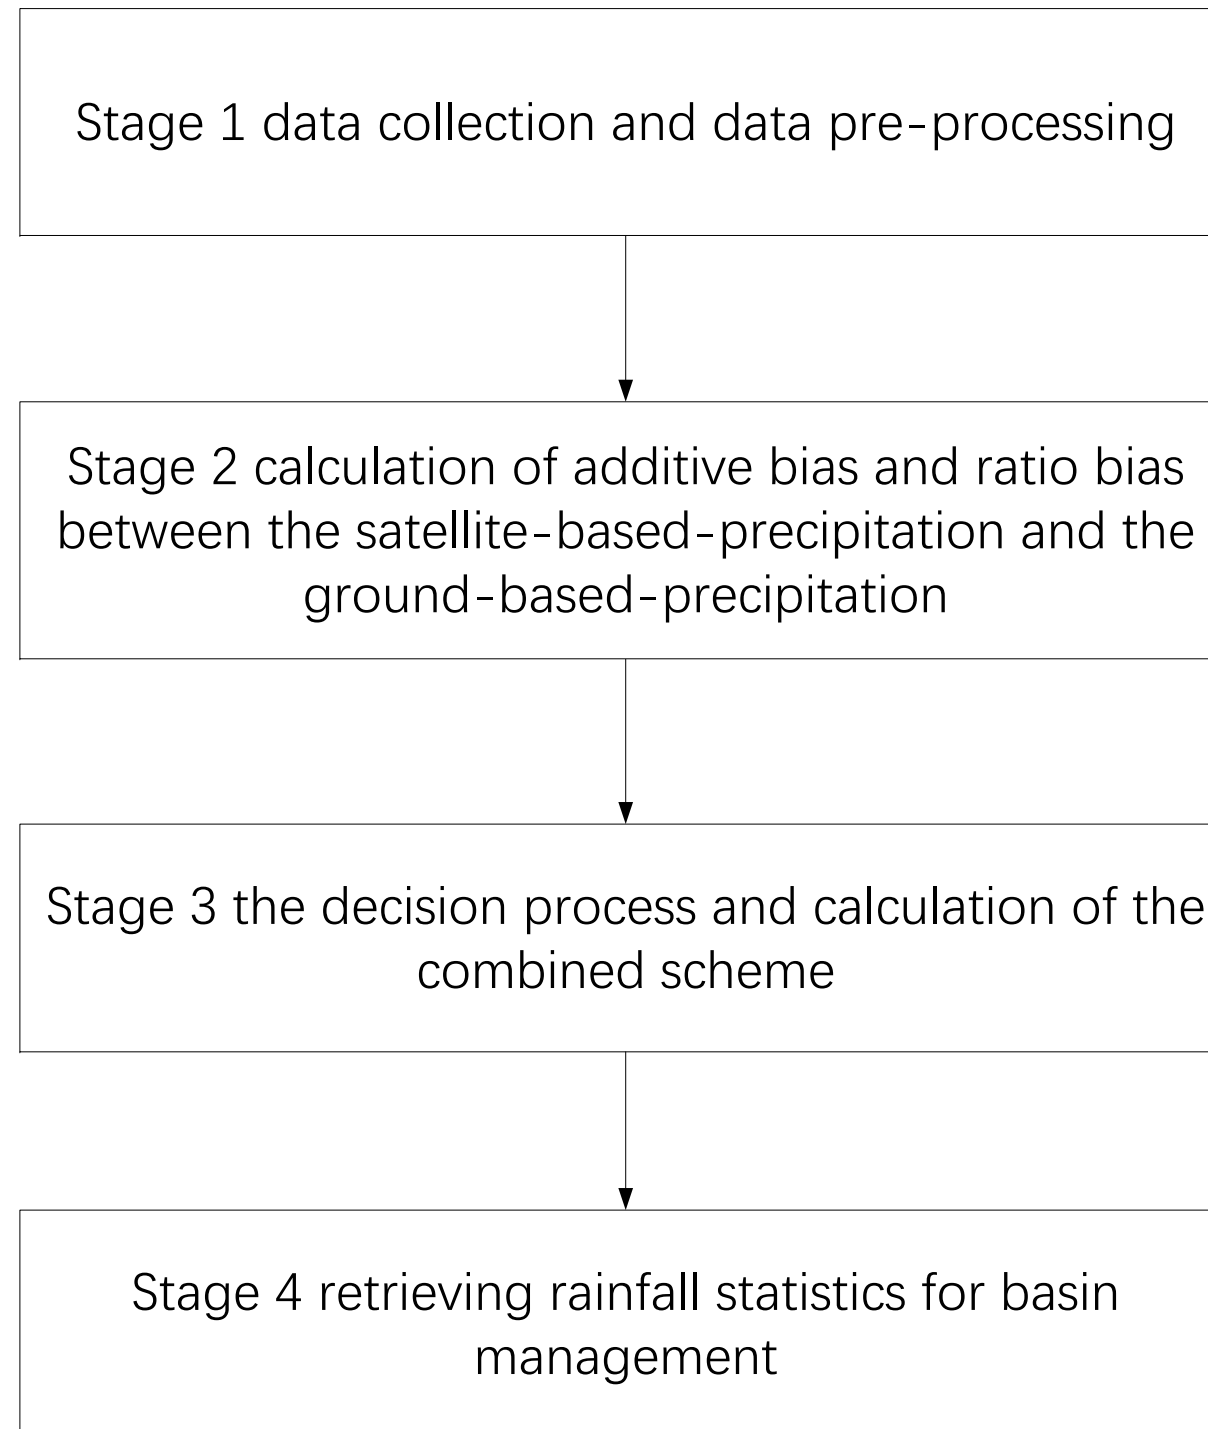 Stage 1 data collection and data pre-processing
Stage 2 calculation of additive bias and ratio bias
between the satellite-based-precipitation and the
ground-based-precipitation
Stage 3 the decision process and calculation of the
combined scheme
Stage 4 retrieving rainfall statistics for basin
management